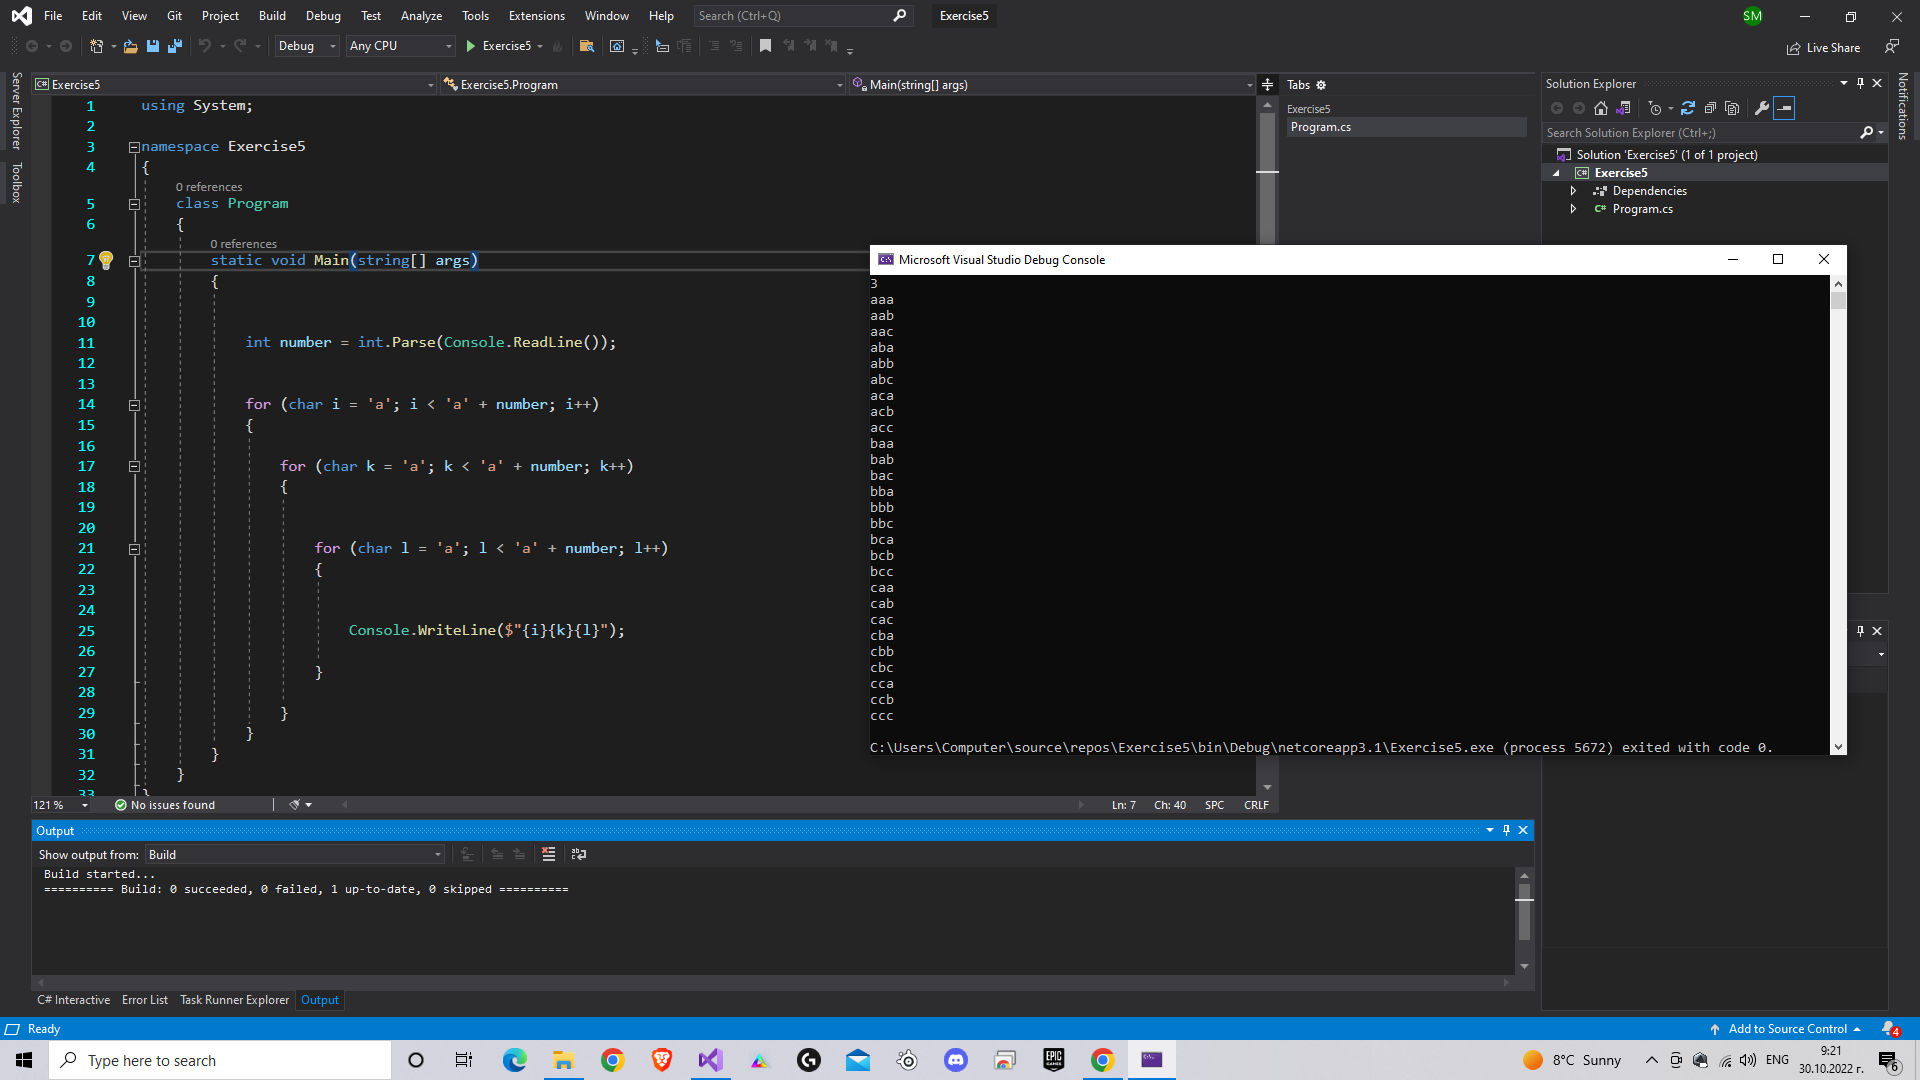 File Edit View Git Project Build Debug Test Analyze Tools Extensions Window Help Search (Ctrl+Q) Exercise5 SM
Debug Any CPU Exercise5 Live Share
Server Explorer
Toolbox
Exercise5 Exercise5.Program Main(string[] args)
1 using System;
2
3 namespace Exercise5
4 {
0 references
5 class Program
6 {
0 references
7 static void Main(string[] args)
8 {
9
10
11 int number = int.Parse(Console.ReadLine());
12
13
14 for (char i = 'a'; i < 'a' + number; i++)
15 {
16
17 for (char k = 'a'; k < 'a' + number; k++)
18 {
19
20
21 for (char l = 'a'; l < 'a' + number; l++)
22 {
23
24
25 Console.WriteLine($"{i}{k}{l}");
26
27 }
28
29 }
30 }
31 }
32 }
33 }
121 % No issues found Ln: 7 Ch: 40 SPC CRLF
Tabs
Exercise5
Program.cs
Solution Explorer
Search Solution Explorer (Ctrl+;)
Solution 'Exercise5' (1 of 1 project)
Exercise5
Dependencies
C# Program.cs
Notifications
Microsoft Visual Studio Debug Console
3
aaa
aab
aac
aba
abb
abc
aca
acb
acc
baa
bab
bac
bba
bbb
bbc
bca
bcb
bcc
caa
cab
cac
cba
cbb
cbc
cca
ccb
ccc
C:\Users\Computer\source\repos\Exercise5\bin\Debug\netcoreapp3.1\Exercise5.exe (process 5672) exited with code 0.
Output
Show output from: Build
Build started...
========== Build: 0 succeeded, 0 failed, 1 up-to-date, 0 skipped ==========
C# Interactive Error List Task Runner Explorer Output
Ready Add to Source Control 4
Type here to search EPIC GAMES 8°C Sunny ENG 9:21 6
30.10.2022 г.